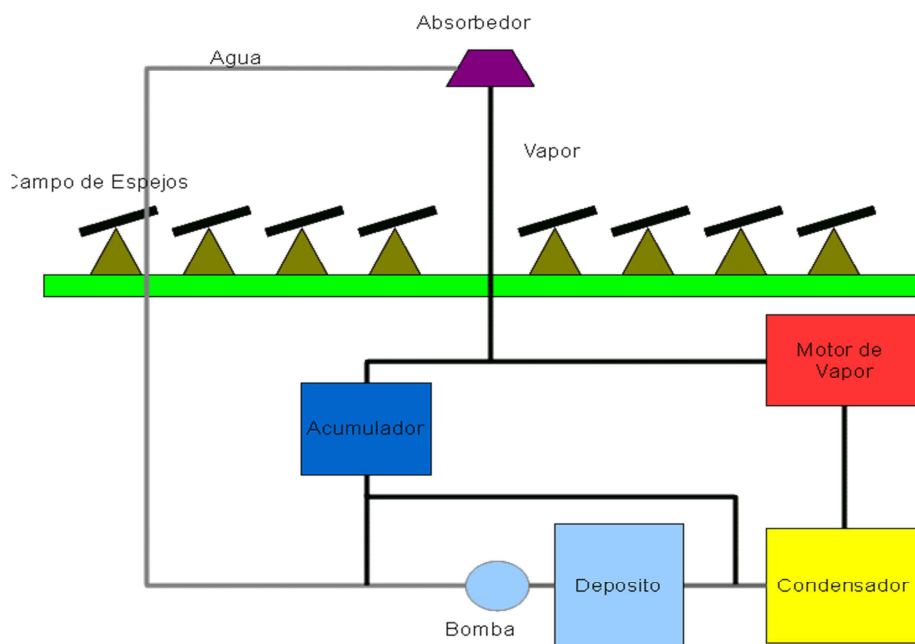 Absorbedor
Agua
Vapor
Campo de Espejos
Motor de
Vapor
Acumulador
Deposito
Condensador
Bomba